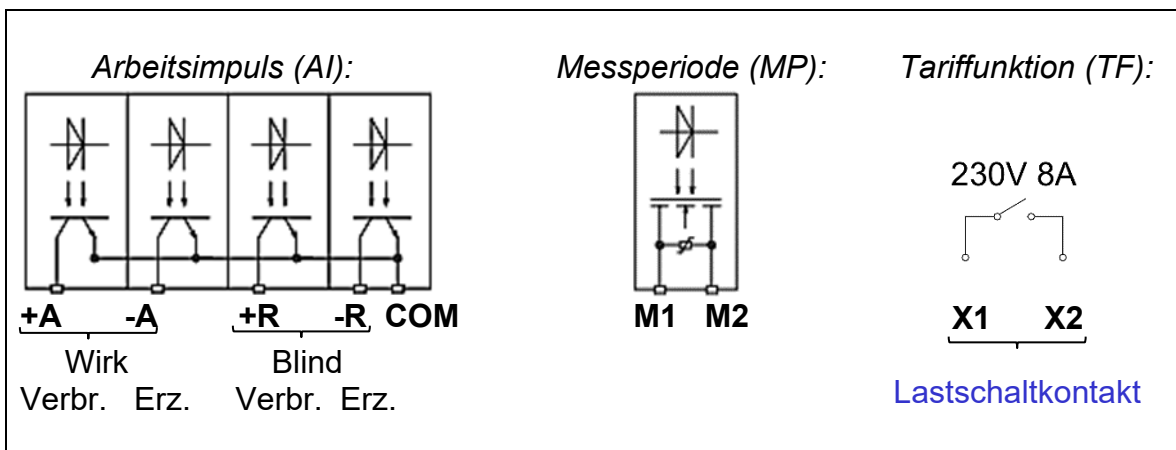 Arbeitsimpuls (AI):
Messperiode (MP):
Tariffunktion (TF):
230V 8A
+A -A +R -R COM
M1 M2
X1 X2
Wirk Blind
Verbr. Erz. Verbr. Erz.
Lastschaltkontakt